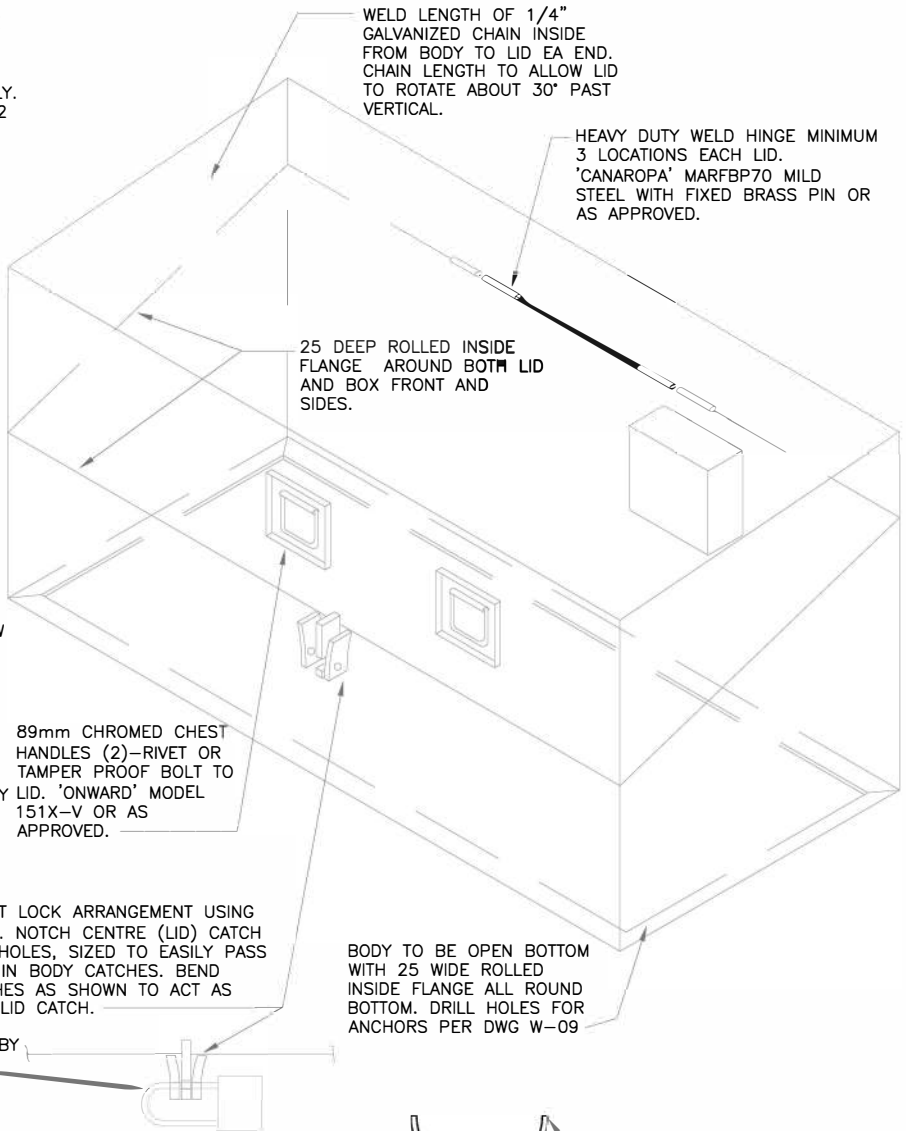 WELD LENGTH OF 1/4"
GALVANIZED CHAIN INSIDE
FROM BODY TO LID EA END.
CHAIN LENGTH TO ALLOW LID
TO ROTATE ABOUT 30° PAST
VERTICAL.
LY.
2
HEAVY DUTY WELD HINGE MINIMUM
3 LOCATIONS EACH LID.
'CANAROPA' MARFBP70 MILD
STEEL WITH FIXED BRASS PIN OR
AS APPROVED.
25 DEEP ROLLED INSIDE
FLANGE AROUND BOTH LID
AND BOX FRONT AND
SIDES.
89mm CHROMED CHEST
HANDLES (2)-RIVET OR
TAMPER PROOF BOLT TO
Y LID. 'ONWARD' MODEL
151X-V OR AS
APPROVED.
T LOCK ARRANGEMENT USING
. NOTCH CENTRE (LID) CATCH
HOLES, SIZED TO EASILY PASS
IN BODY CATCHES. BEND
HES AS SHOWN TO ACT AS
LID CATCH.
BY
BODY TO BE OPEN BOTTOM
WITH 25 WIDE ROLLED
INSIDE FLANGE ALL ROUND
BOTTOM. DRILL HOLES FOR
ANCHORS PER DWG W-09